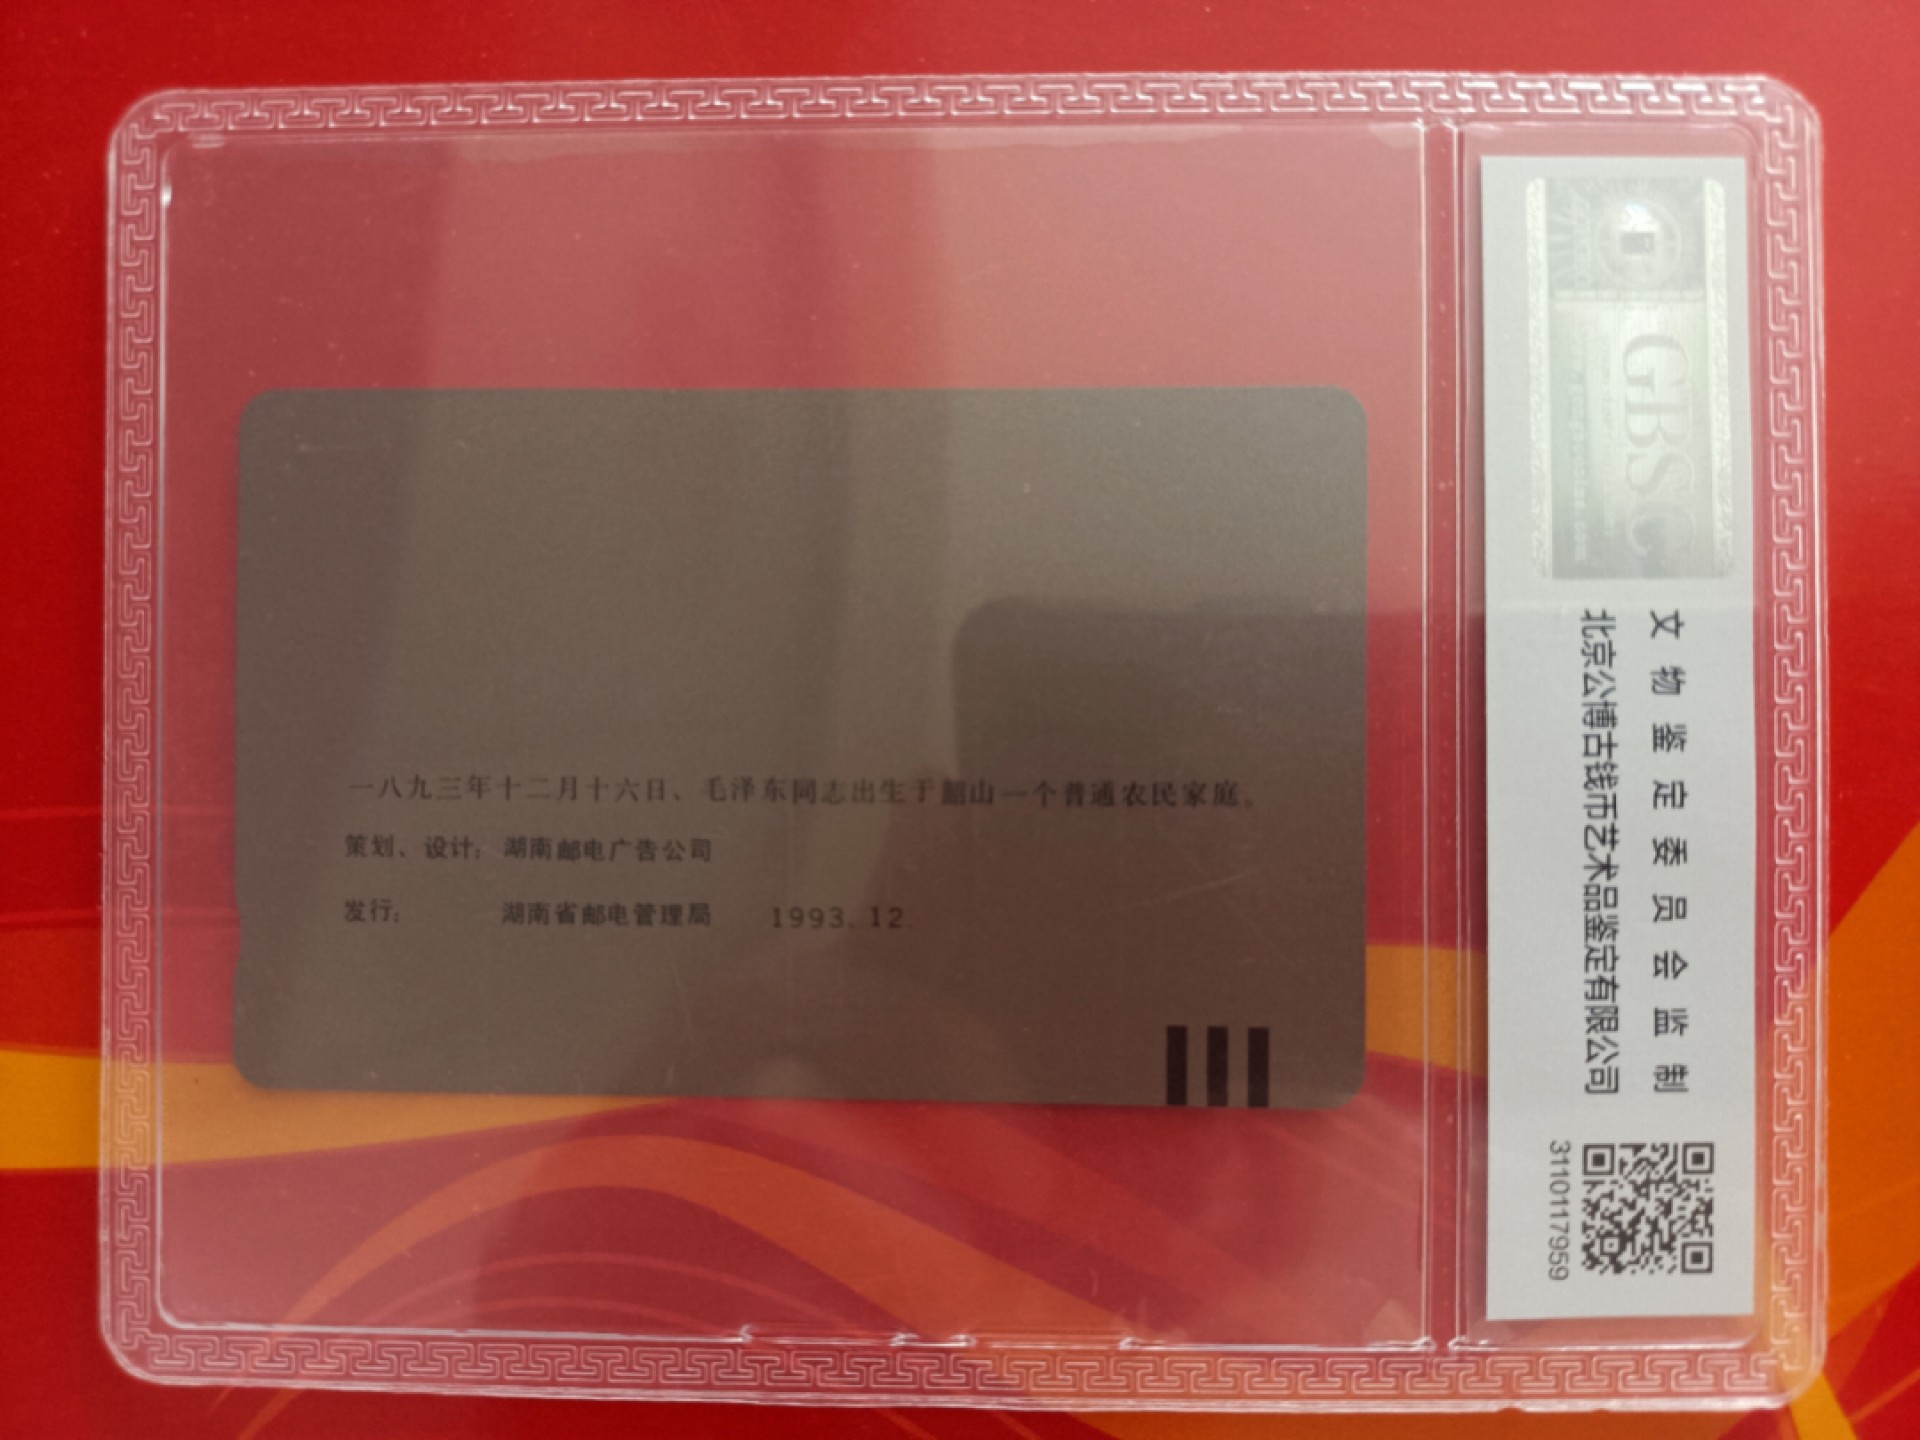 一八九三年十二月十六日、毛泽东同志出生于韶山一个普通农民家庭。
策划、设计：湖南邮电广告公司
发行： 湖南省邮电管理局 1993.12.
GBSC
文物鉴定委员会监制
北京公博古钱币艺术品鉴定有限公司
3110117959